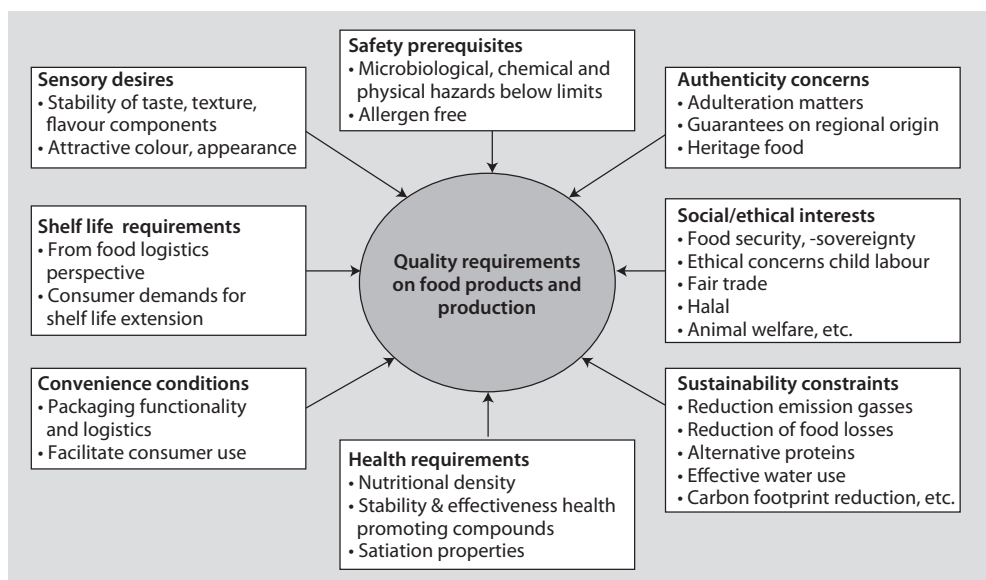 Safety prerequisites
• Microbiological, chemical and
physical hazards below limits
• Allergen free
Sensory desires
• Stability of taste, texture,
flavour components
• Attractive colour, appearance
Authenticity concerns
• Adulteration matters
• Guarantees on regional origin
• Heritage food
Shelf life requirements
• From food logistics
perspective
• Consumer demands for
shelf life extension
Quality requirements
on food products and
production
Social/ethical interests
• Food security, -sovereignty
• Ethical concerns child labour
• Fair trade
• Halal
• Animal welfare, etc.
Convenience conditions
• Packaging functionality
and logistics
• Facilitate consumer use
Health requirements
• Nutritional density
• Stability & effectiveness health
promoting compounds
• Satiation properties
Sustainability constraints
• Reduction emission gasses
• Reduction of food losses
• Alternative proteins
• Effective water use
• Carbon footprint reduction, etc.